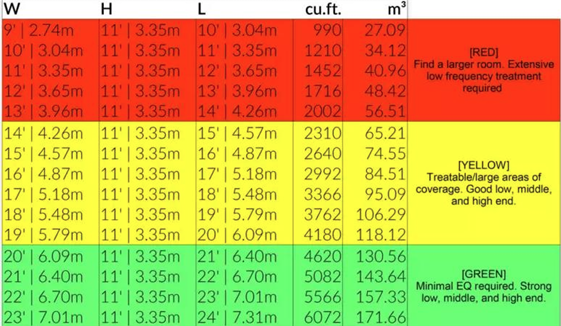 W H L cu.ft. m³
9' | 2.74m 11' | 3.35m 10' | 3.04m 990 27.09
10' | 3.04m 11' | 3.35m 11' | 3.35m 1210 34.12
11' | 3.35m 11' | 3.35m 12' | 3.65m 1452 40.96
12' | 3.65m 11' | 3.35m 13' | 3.96m 1716 48.42
13' | 3.96m 11' | 3.35m 14' | 4.26m 2002 56.51
[RED]
Find a larger room. Extensive
low frequency treatment
required
14' | 4.26m 11' | 3.35m 15' | 4.57m 2310 65.21
15' | 4.57m 11' | 3.35m 16' | 4.87m 2640 74.55
16' | 4.87m 11' | 3.35m 17' | 5.18m 2992 84.51
17' | 5.18m 11' | 3.35m 18' | 5.48m 3366 95.09
18' | 5.48m 11' | 3.35m 19' | 5.79m 3762 106.29
19' | 5.79m 11' | 3.35m 20' | 6.09m 4180 118.12
[YELLOW]
Treatable/large areas of
coverage. Good low, middle,
and high end.
20' | 6.09m 11' | 3.35m 21' | 6.40m 4620 130.56
21' | 6.40m 11' | 3.35m 22' | 6.70m 5082 143.64
22' | 6.70m 11' | 3.35m 23' | 7.01m 5566 157.33
23' | 7.01m 11' | 3.35m 24' | 7.31m 6072 171.66
[GREEN]
Minimal EQ required. Strong
low, middle, and high end.